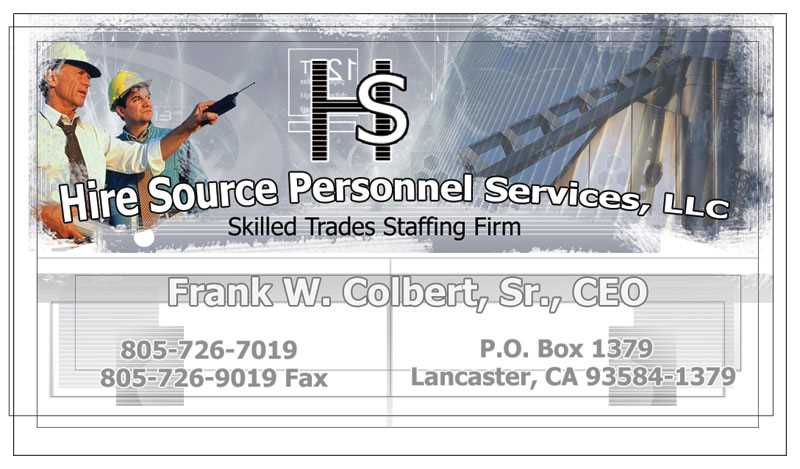 HS
Hire Source Personnel Services, LLC
Skilled Trades Staffing Firm
Frank W. Colbert, Sr., CEO
805-726-7019
805-726-9019 Fax
P.O. Box 1379
Lancaster, CA 93584-1379